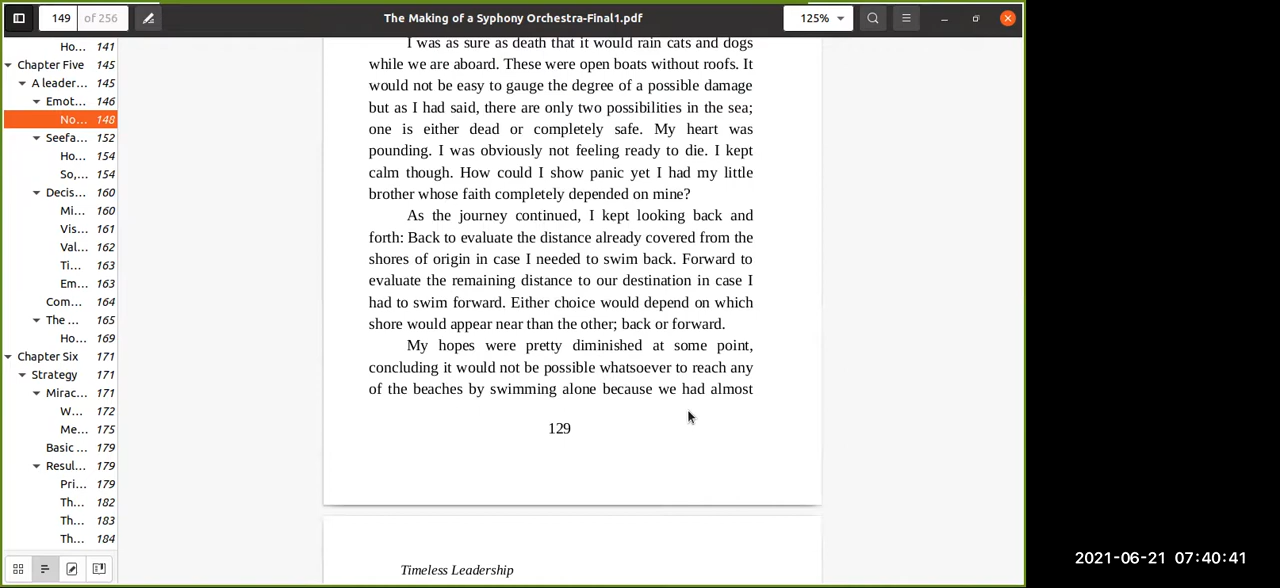 149 of 256
The Making of a Syphony Orchestra-Final1.pdf
125%
Ho... 141
Chapter Five 145
A leader... 145
Emot... 146
No... 148
Seefa... 152
Ho... 154
So,... 154
Decis... 160
Mi... 160
Vis... 161
Val... 162
Ti... 163
Em... 163
Com... 164
The ... 165
Ho... 169
Chapter Six 171
Strategy 171
Mirac... 171
W... 172
Me... 175
Basic ... 179
Resul... 179
Pri... 179
Th... 182
Th... 183
Th... 184
I was as sure as death that it would rain cats and dogs
while we are aboard. These were open boats without roofs. It
would not be easy to gauge the degree of a possible damage
but as I had said, there are only two possibilities in the sea;
one is either dead or completely safe. My heart was
pounding. I was obviously not feeling ready to die. I kept
calm though. How could I show panic yet I had my little
brother whose faith completely depended on mine?
As the journey continued, I kept looking back and
forth: Back to evaluate the distance already covered from the
shores of origin in case I needed to swim back. Forward to
evaluate the remaining distance to our destination in case I
had to swim forward. Either choice would depend on which
shore would appear near than the other; back or forward.
My hopes were pretty diminished at some point,
concluding it would not be possible whatsoever to reach any
of the beaches by swimming alone because we had almost
129
Timeless Leadership
2021-06-21 07:40:41